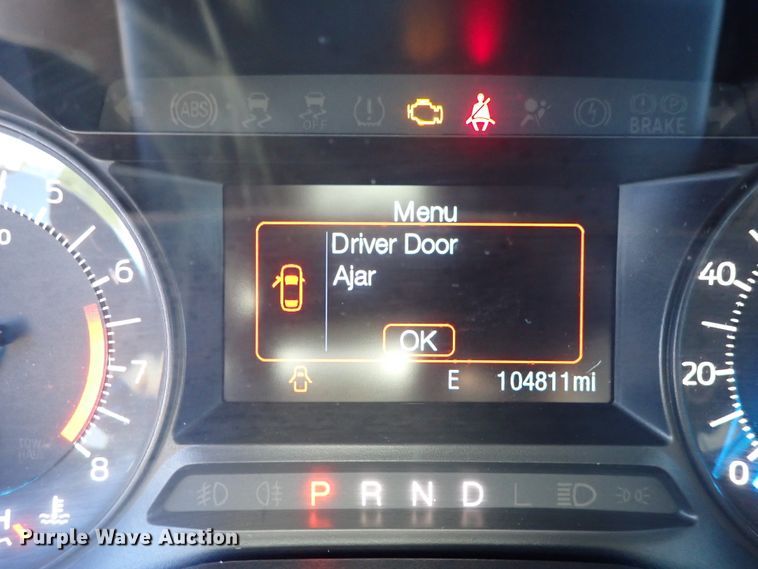 ABS OFF BRAKE
Menu
Driver Door
Ajar
OK
E 104811mi
5
6
7
8
40
20
0
P R N D L
H
Purple Wave Auction